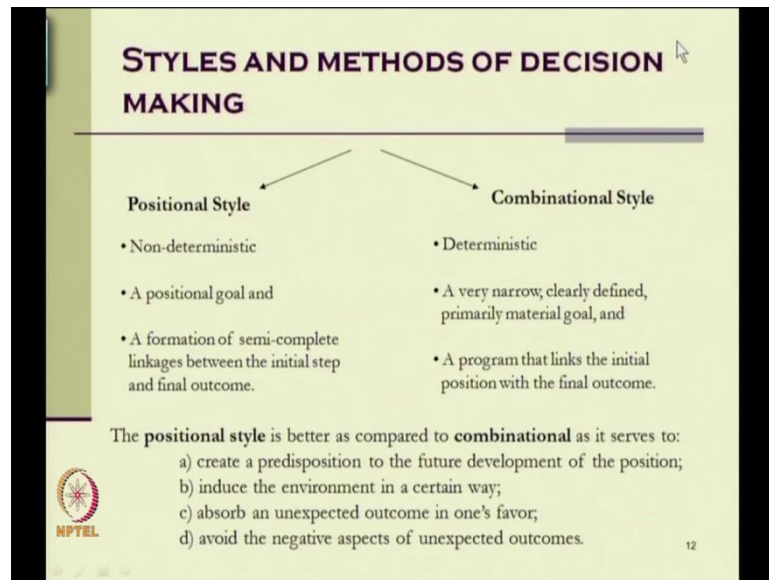 STYLES AND METHODS OF DECISION
MAKING
Positional Style
• Non-deterministic
• A positional goal and
• A formation of semi-complete
linkages between the initial step
and final outcome.
Combinational Style
• Deterministic
• A very narrow, clearly defined,
primarily material goal, and
• A program that links the initial
position with the final outcome.
The positional style is better as compared to combinational as it serves to:
a) create a predisposition to the future development of the position;
b) induce the environment in a certain way;
c) absorb an unexpected outcome in one's favor;
d) avoid the negative aspects of unexpected outcomes.
NPTEL
12